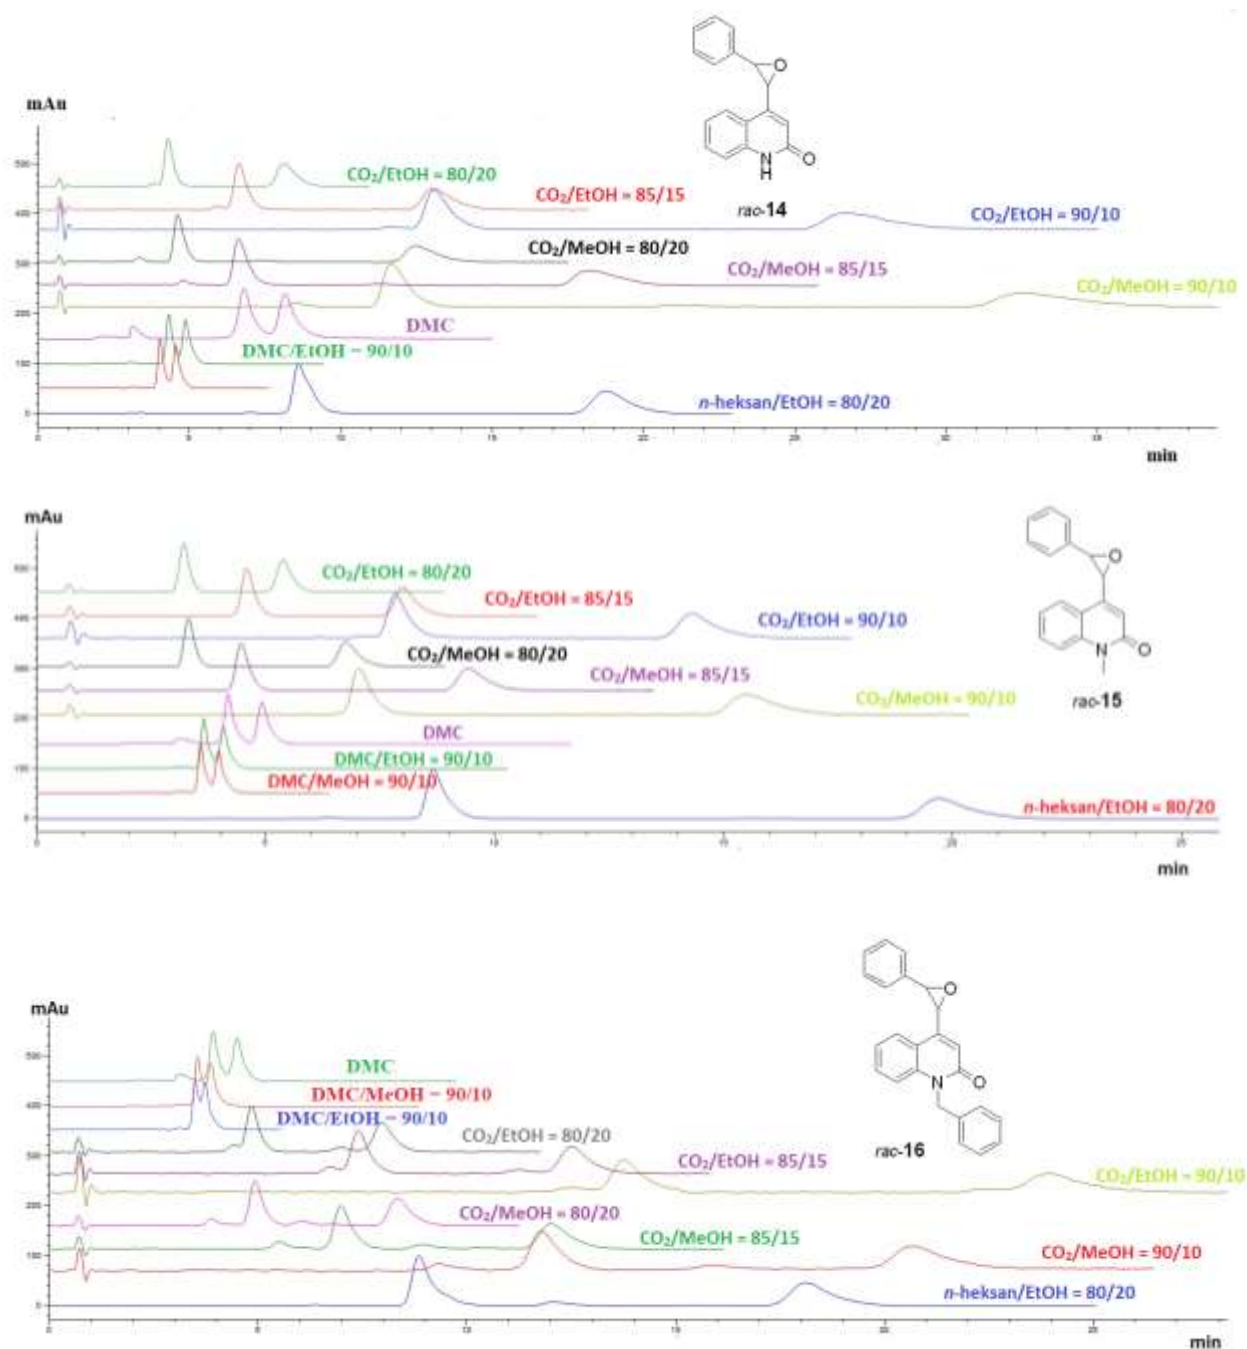 mAu
O
N
H
O
rac-14
CO₂/EtOH = 80/20
CO₂/EtOH = 85/15
CO₂/EtOH = 90/10
CO₂/MeOH = 80/20
CO₂/MeOH = 85/15
CO₂/MeOH = 90/10
DMC
DMC/EtOH = 90/10
n-heksan/EtOH = 80/20
min
mAu
O
N
O
rac-15
CO₂/EtOH = 80/20
CO₂/EtOH = 85/15
CO₂/EtOH = 90/10
CO₂/MeOH = 80/20
CO₂/MeOH = 85/15
CO₂/MeOH = 90/10
DMC
DMC/EtOH = 90/10
DMC/MeOH = 90/10
n-heksan/EtOH = 80/20
min
mAu
O
N
O
rac-16
DMC
DMC/MeOH = 90/10
DMC/EtOH = 90/10
CO₂/EtOH = 80/20
CO₂/EtOH = 85/15
CO₂/EtOH = 90/10
CO₂/MeOH = 80/20
CO₂/MeOH = 85/15
CO₂/MeOH = 90/10
n-heksan/EtOH = 80/20
min